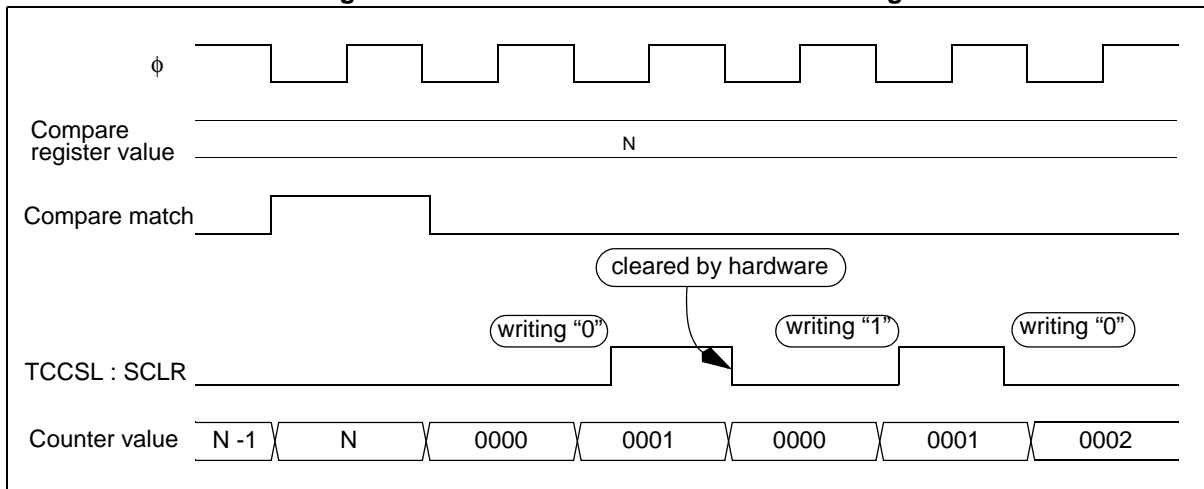 ϕ
Compare
register value
N
Compare match
cleared by hardware
writing “0”
writing “1”
writing “0”
TCCSL : SCLR
Counter value
N -1
N
0000
0001
0000
0001
0002